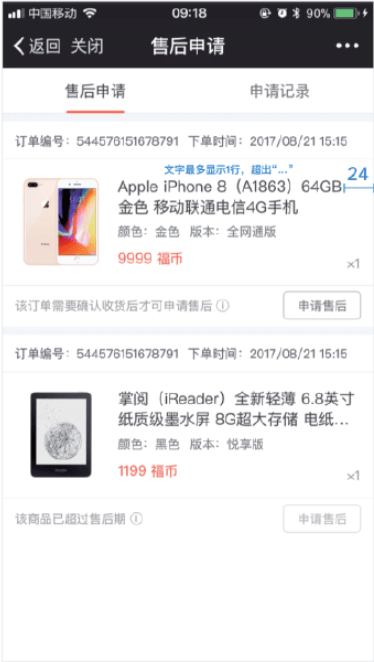 中国移动 09:18 90%
返回 关闭 售后申请
售后申请 申请记录
订单编号：544576151678791 下单时间：2017/08/21 15:15
文字最多显示1行，超出“...”
24
Apple iPhone 8（A1863）64GB
金色 移动联通电信4G手机
颜色：金色 版本：全网通版
9999 福币
×1
该订单需要确认收货后才可申请售后
申请售后
订单编号：544576151678791 下单时间：2017/08/21 15:15
掌阅（iReader）全新轻薄 6.8英寸
纸质级墨水屏 8G超大存储 电纸...
颜色：黑色 版本：悦享版
1199 福币
×1
该商品已超过售后期
申请售后